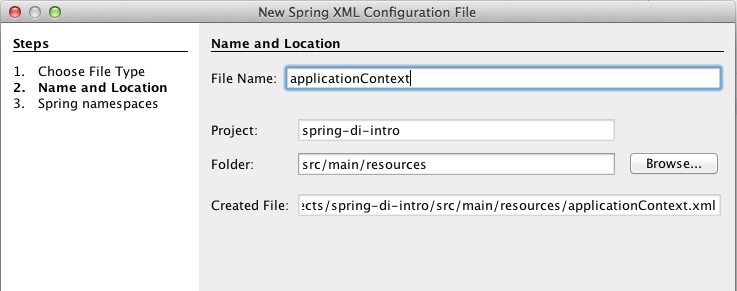 New Spring XML Configuration File
Steps
1. Choose File Type
2. Name and Location
3. Spring namespaces
Name and Location
File Name: applicationContext
Project: spring-di-intro
Folder: src/main/resources Browse...
Created File: :cts/spring-di-intro/src/main/resources/applicationContext.xml